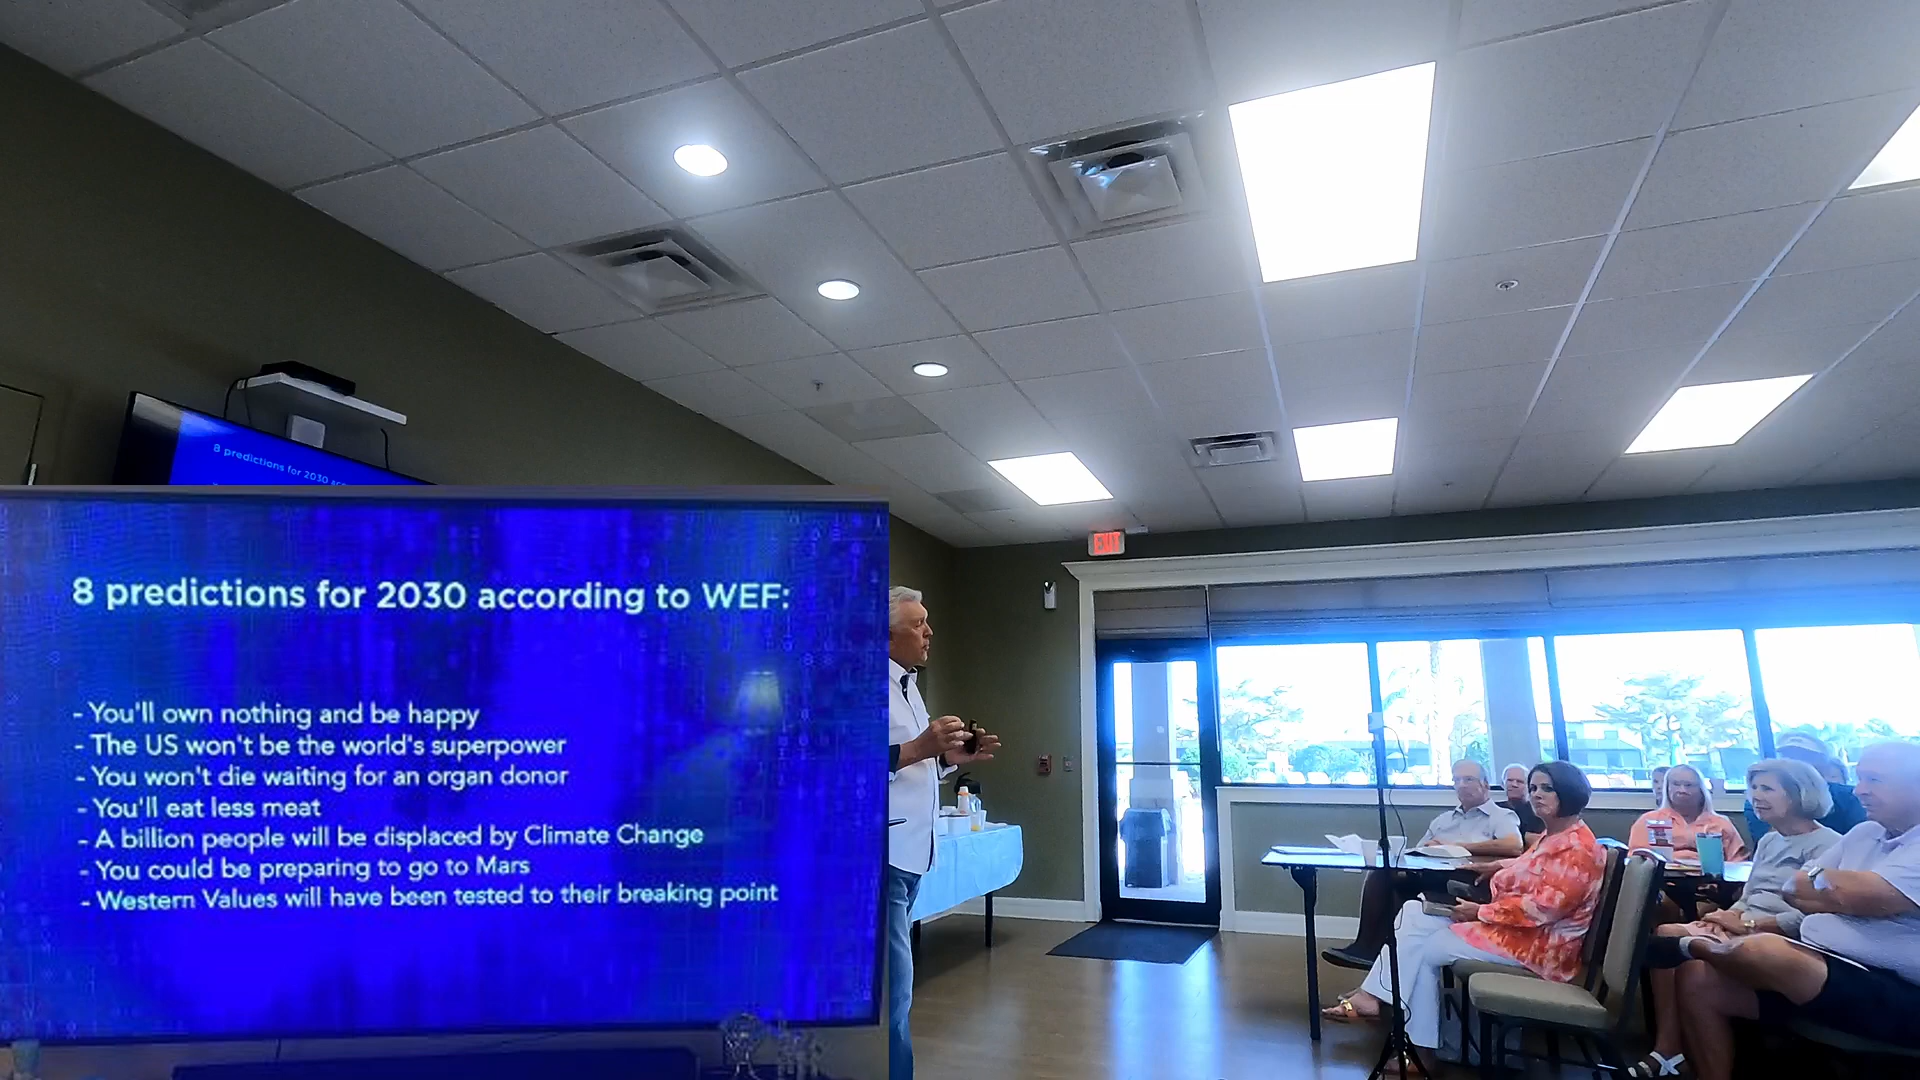 EXIT
8 predictions for 2030 acc
8 predictions for 2030 according to WEF:
- You'll own nothing and be happy
- The US won't be the world's superpower
- You won't die waiting for an organ donor
- You'll eat less meat
- A billion people will be displaced by Climate Change
- You could be preparing to go to Mars
- Western Values will have been tested to their breaking point